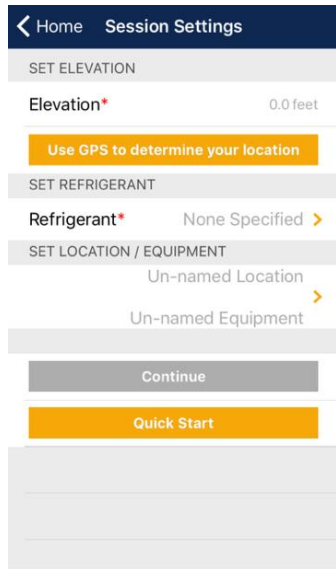 Home Session Settings
SET ELEVATION
Elevation* 0.0 feet
Use GPS to determine your location
SET REFRIGERANT
Refrigerant* None Specified
SET LOCATION / EQUIPMENT
Un-named Location
Un-named Equipment
Continue
Quick Start